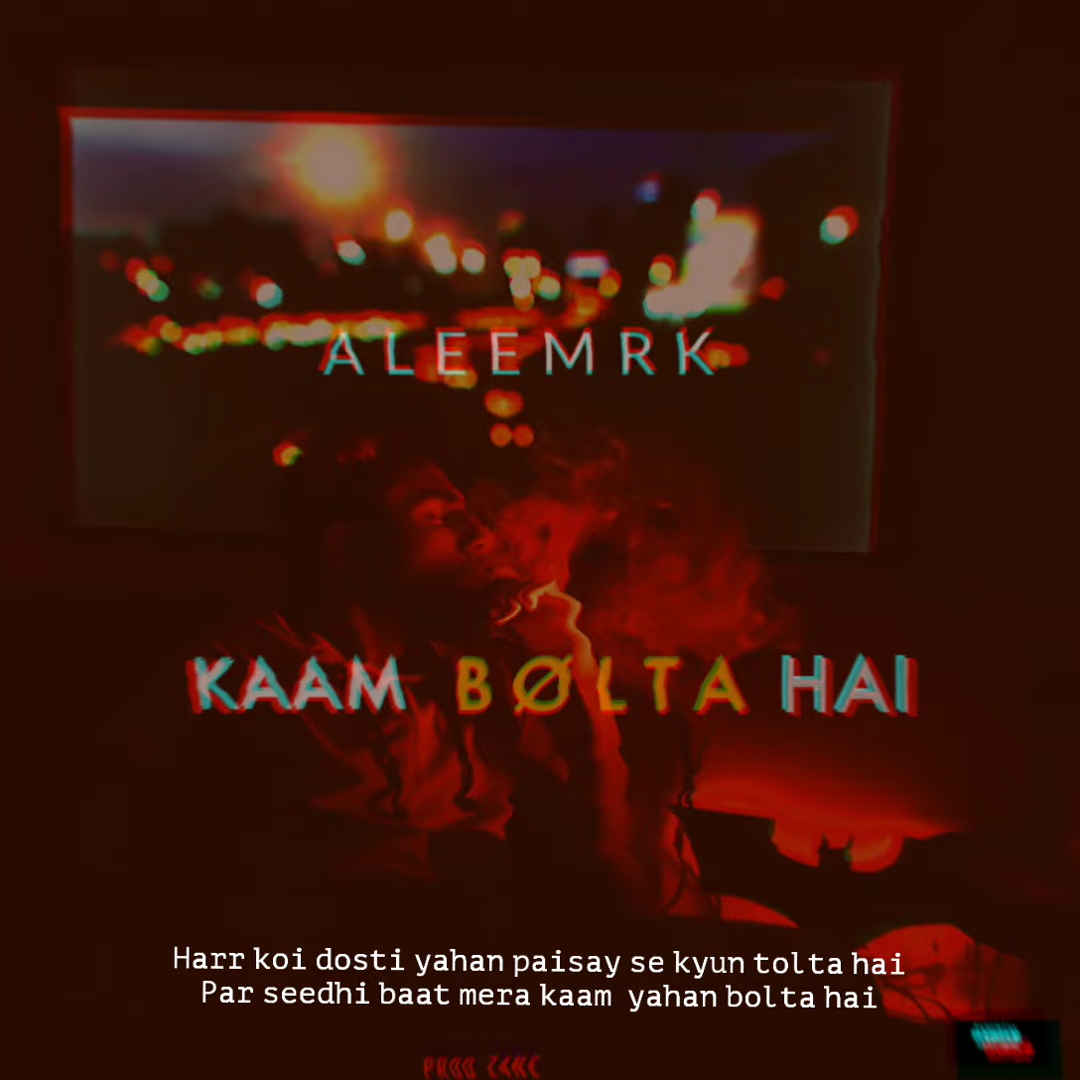 ALEEMRK
KAAM BØLTA HAI
Harr koi dosti yahan paisay se kyun tolta hai
Par seedhi baat mera kaam yahan bolta hai
PROD